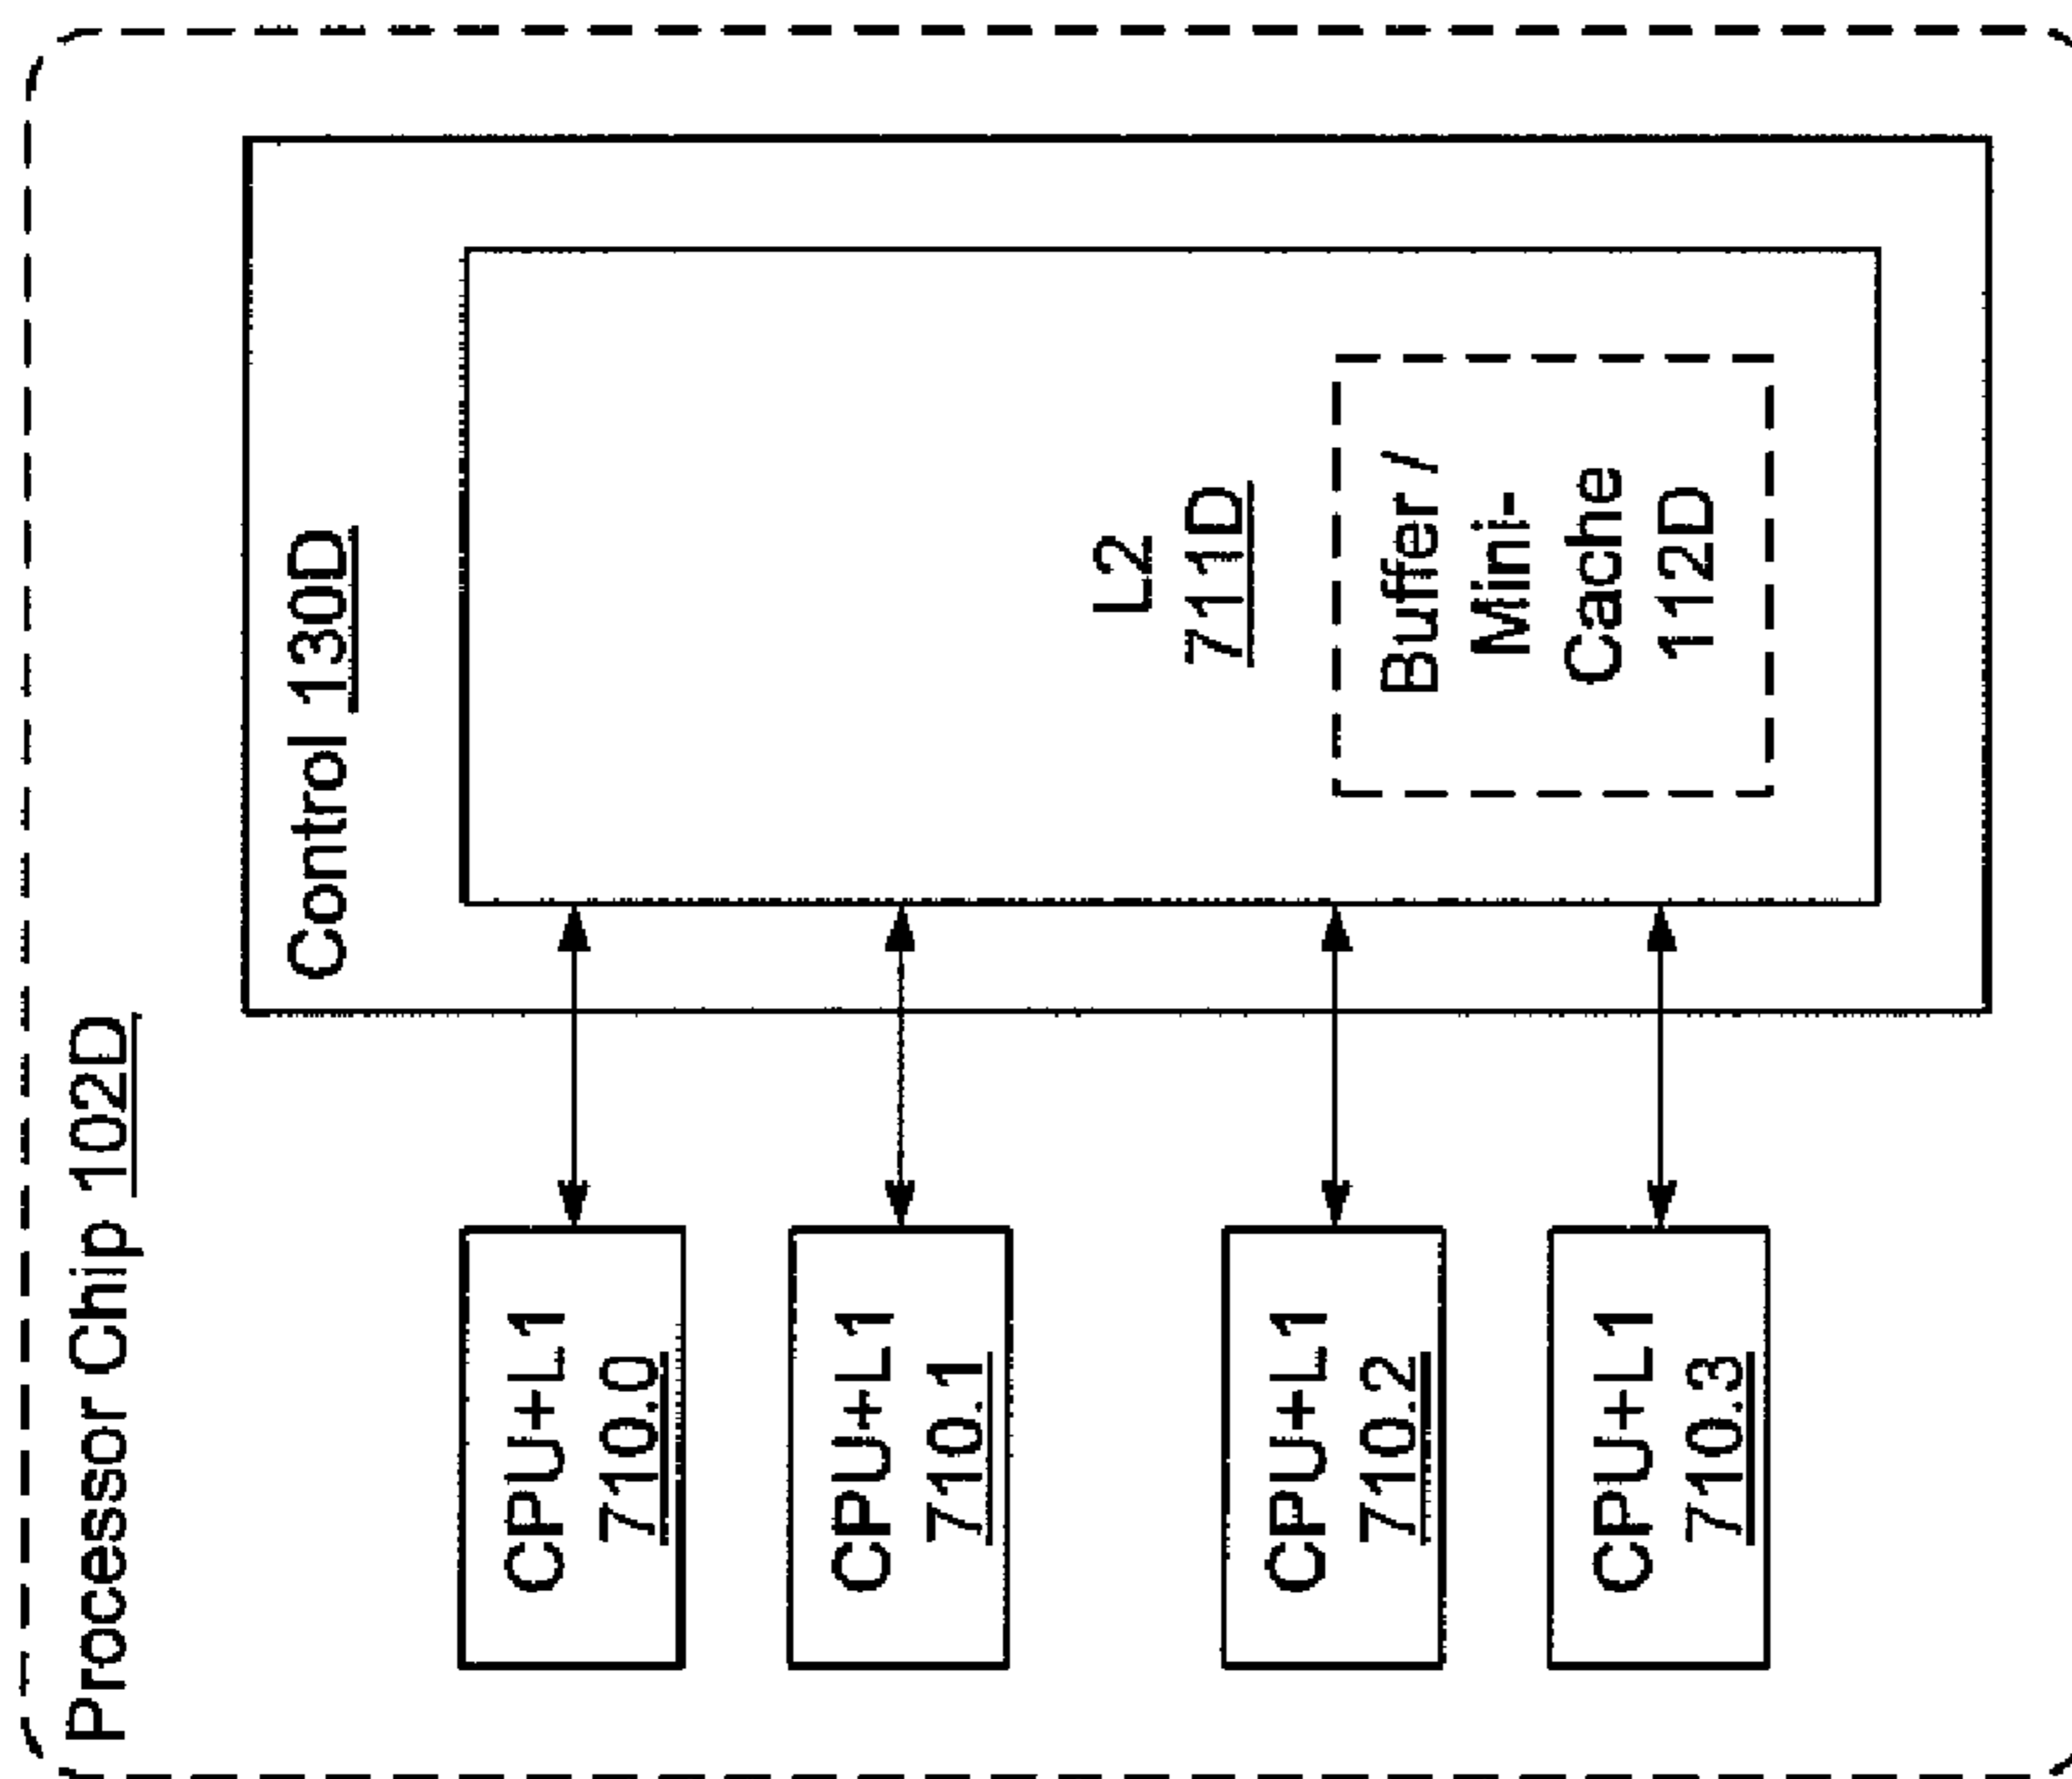 Processor Chip 102D
CPU+L1
710.0
CPU+L1
710.1
CPU+L1
710.2
CPU+L1
710.3
Control 130D
L2
711D
Buffer /
Mini-
Cache
112D